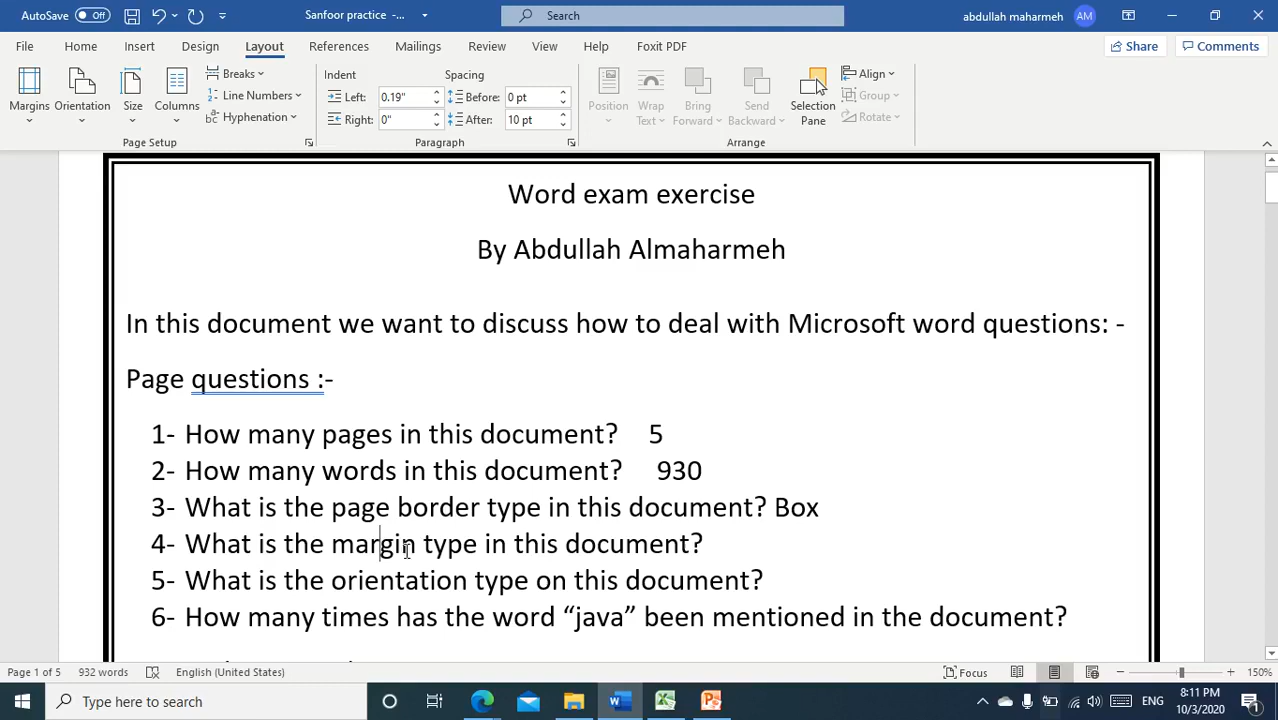 AutoSave Off Sanfoor practice -... Search abdullah maharmeh AM
File Home Insert Design Layout References Mailings Review View Help Foxit PDF Share Comments
Margins Orientation Size Columns Breaks Line Numbers Hyphenation Indent Left: 0.19" Right: 0" Spacing Before: 0 pt After: 10 pt Position Wrap Text Bring Forward Send Backward Selection Pane Align Group Rotate
Page Setup Paragraph Arrange
Word exam exercise
By Abdullah Almaharmeh
In this document we want to discuss how to deal with Microsoft word questions: -
Page questions :-
1- How many pages in this document? 5
2- How many words in this document? 930
3- What is the page border type in this document? Box
4- What is the margin type in this document?
5- What is the orientation type on this document?
6- How many times has the word “java” been mentioned in the document?
Page 1 of 5 932 words English (United States) Focus 150%
Type here to search ENG 8:11 PM
10/3/2020 1